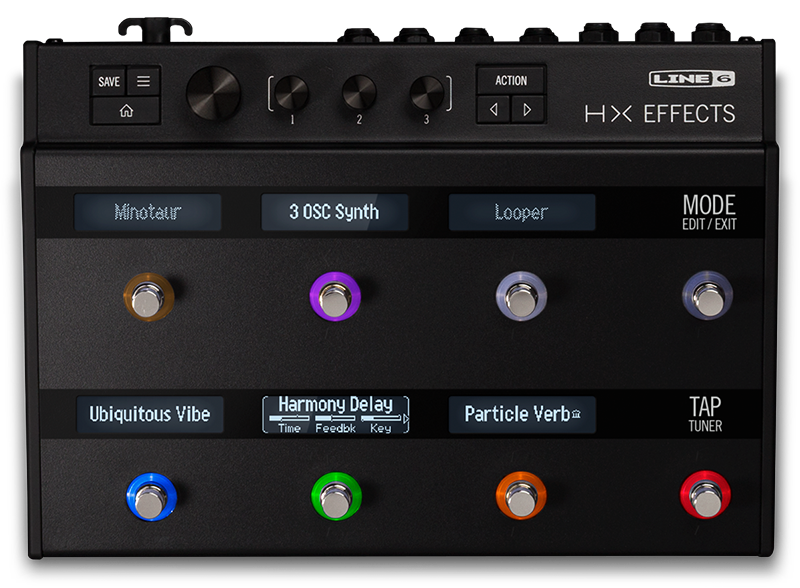 SAVE
ACTION
LINE 6
HX EFFECTS
1 2 3
Minotaur
3 OSC Synth
Looper
MODE
EDIT / EXIT
Ubiquitous Vibe
Harmony Delay
Time Feedbk Key
Particle Verb
TAP
TUNER